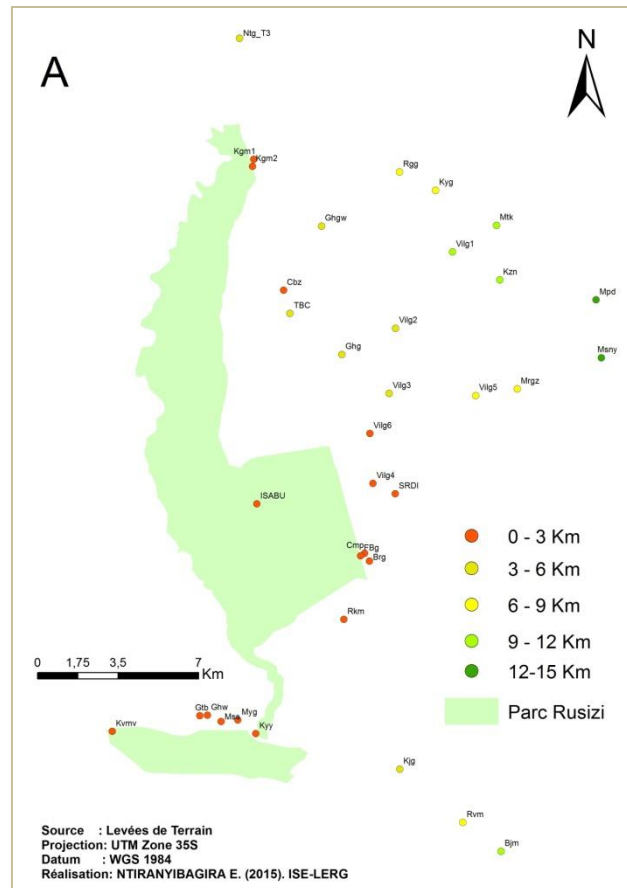 Ntg_T3
A
N
Kgm1
Kgm2
Rgg
Kyg
Ghgw
Mtk
Vilg1
Kzn
Cbz
Mpd
TBC
Vilg2
Ghg
Msny
Vilg3
Vilg5
Mrgz
Vilg6
Vilg4
SRDI
ISABU
Cmp
FBg
Brg
Rkm
0 - 3 Km
3 - 6 Km
6 - 9 Km
9 - 12 Km
12-15 Km
Parc Rusizi
0 1,75 3,5 7
Km
Gtb
Ghw
Msa
Myg
Kyy
Kvmv
Kjg
Rvm
Bjm
Source : Levées de Terrain
Projection: UTM Zone 35S
Datum : WGS 1984
Réalisation: NTIRANYIBAGIRA E. (2015). ISE-LERG